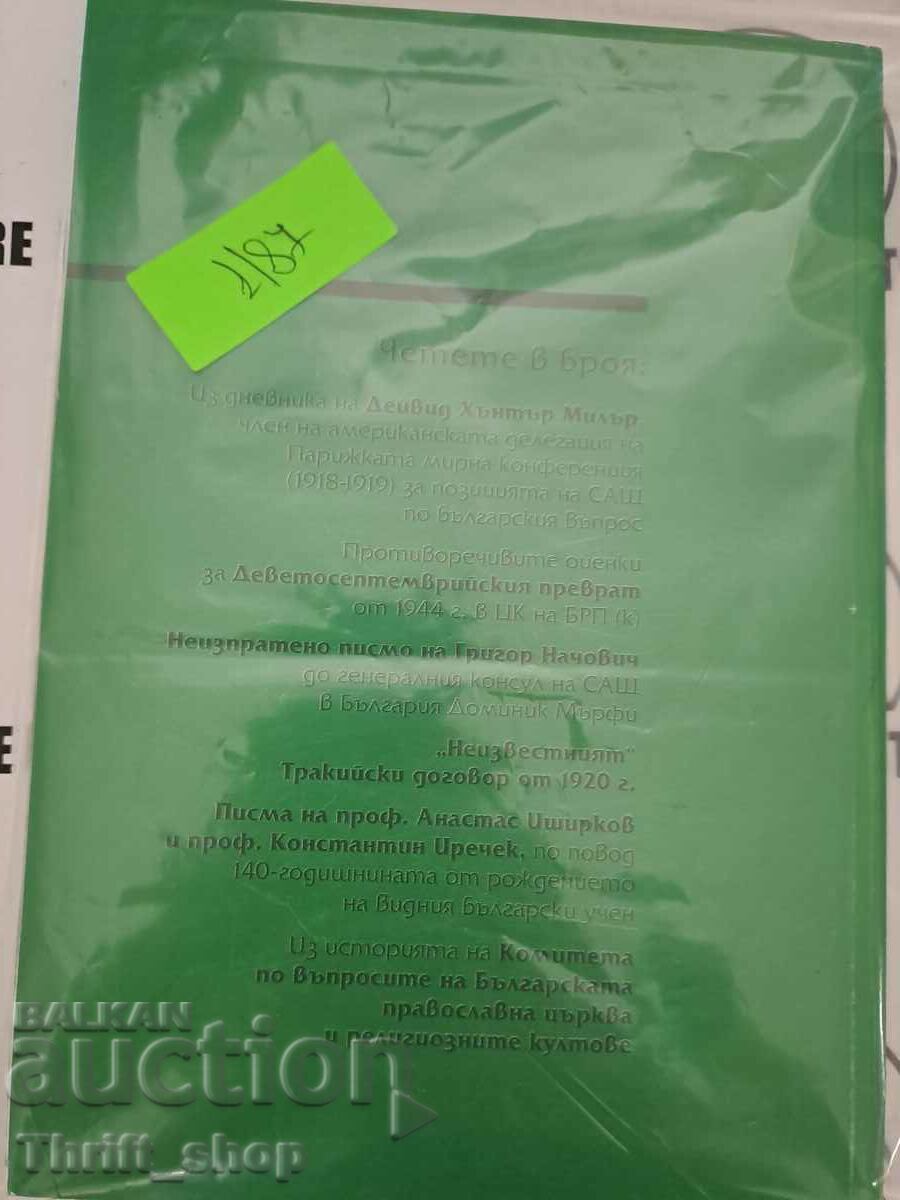 1/87
RE
Четете в броя:
Из дневника на Дейвид Хънтър Милър,
член на американската делегация на
Парижката мирна конференция
(1918-1919) за позицията на САЩ
по българския въпрос
Противоречивите оценки
за Деветосептемврийския преврат
от 1944 г. в ЦК на БРП (к)
Неизпратено писмо на Григор Начович
до генералния консул на САЩ
в България Доминик Мърфи
„Неизвестният"
Тракийски договор от 1920 г.
E
Писма на проф. Анастас Иширков
и проф. Константин Иречек, по повод
140-годишнината от рождението
на видния български учен
Из историята на Комитета
по въпросите на Българската
православна църква
и религиозните култове
BALKAN
auction
Thrift_shop